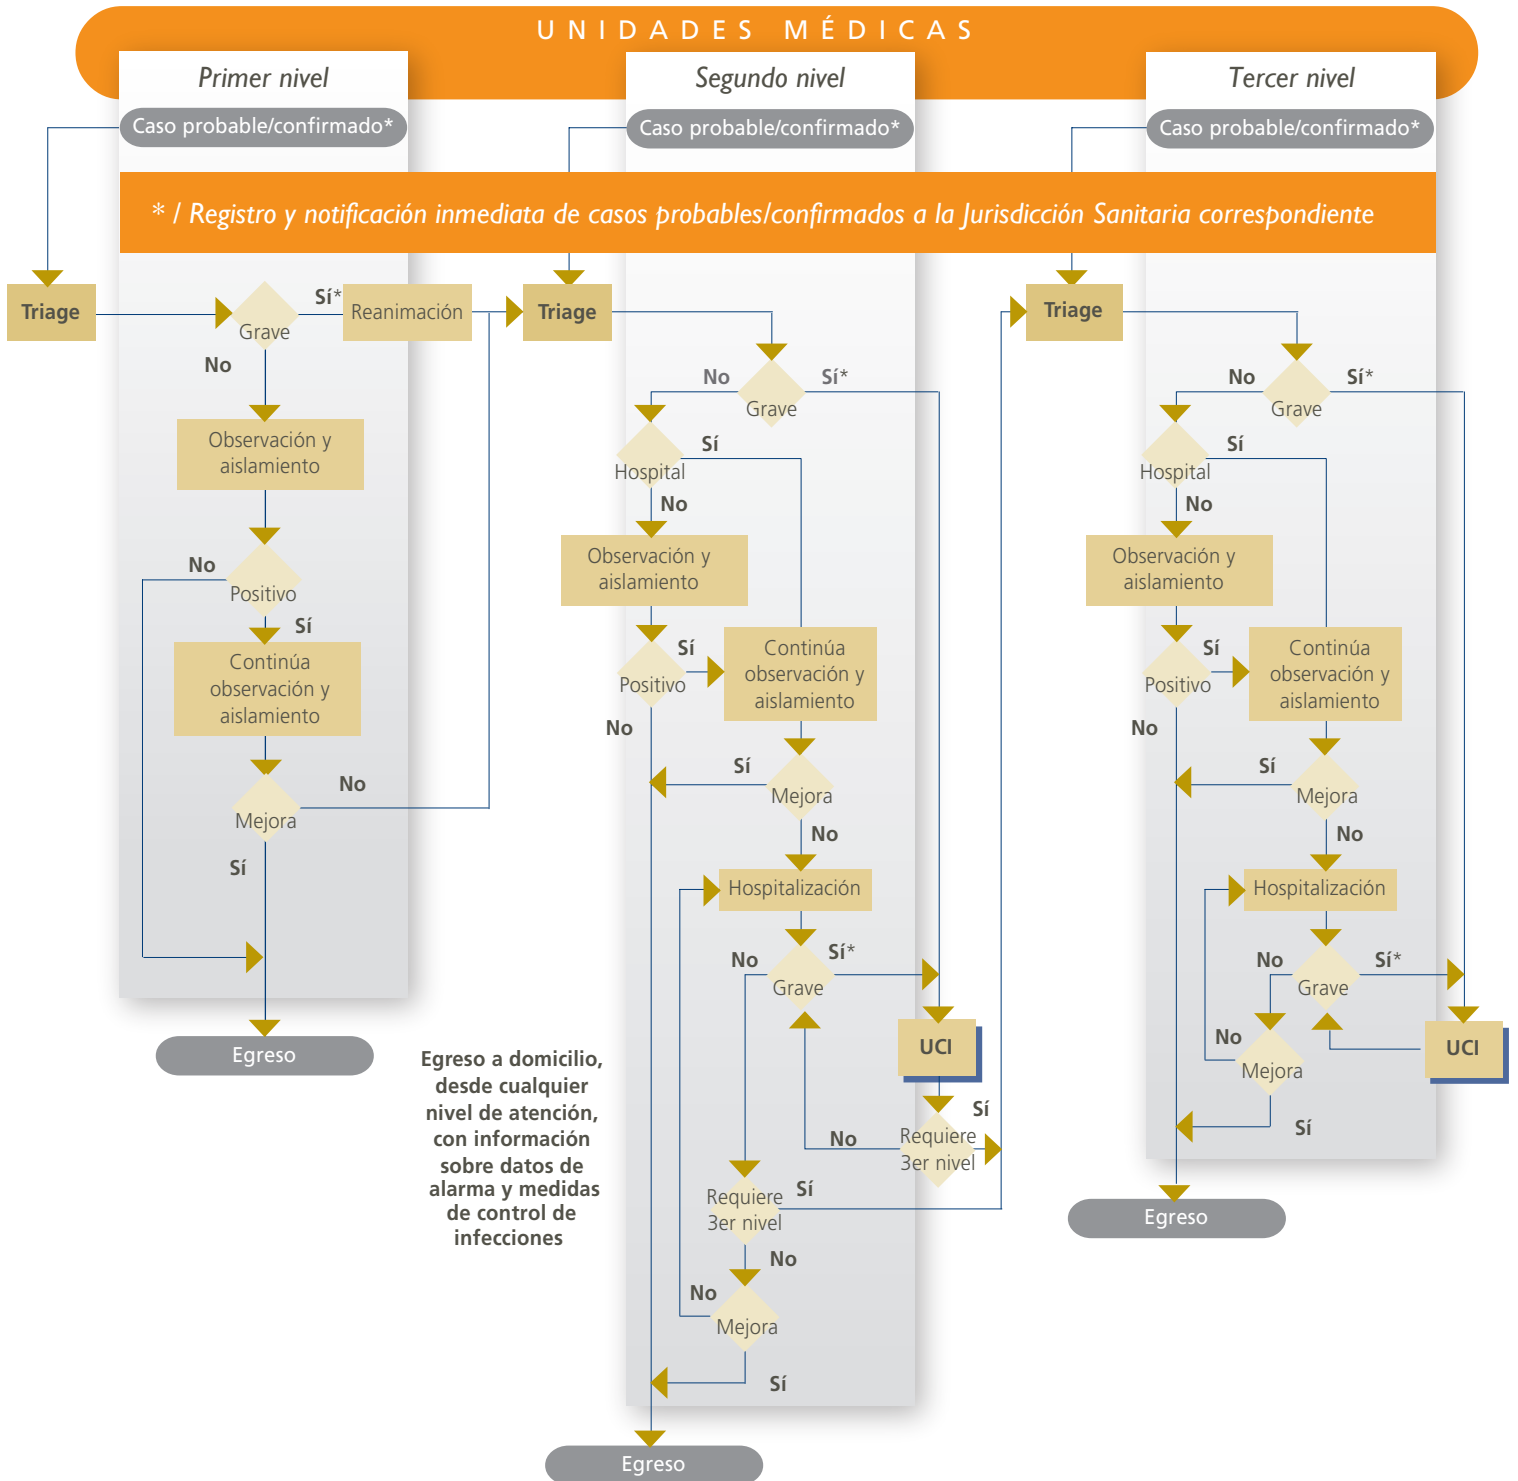 UNIDADES MÉDICAS
Primer nivel
Caso probable/confirmado*
Segundo nivel
Caso probable/confirmado*
Tercer nivel
Caso probable/confirmado*
* / Registro y notificación inmediata de casos probables/confirmados a la Jurisdicción Sanitaria correspondiente
Triage
Grave
Sí*
Reanimación
No
Observación y
aislamiento
No
Positivo
Sí
Continúa
observación y
aislamiento
No
Mejora
Sí
Egreso
Egreso a domicilio,
desde cualquier
nivel de atención,
con información
sobre datos de
alarma y medidas
de control de
infecciones
Triage
No
Sí*
Grave
Sí
Hospital
No
Observación y
aislamiento
Sí
Positivo
No
Continúa
observación y
aislamiento
Sí
Mejora
No
Hospitalización
No
Sí*
Grave
UCI
Sí
No
Requiere
3er nivel
Sí
Requiere
3er nivel
No
No
Mejora
Sí
Egreso
Triage
No
Sí*
Grave
Sí
Hospital
No
Observación y
aislamiento
Sí
Positivo
No
Continúa
observación y
aislamiento
Sí
Mejora
No
Hospitalización
No
Sí*
Grave
No
UCI
Mejora
Sí
Egreso